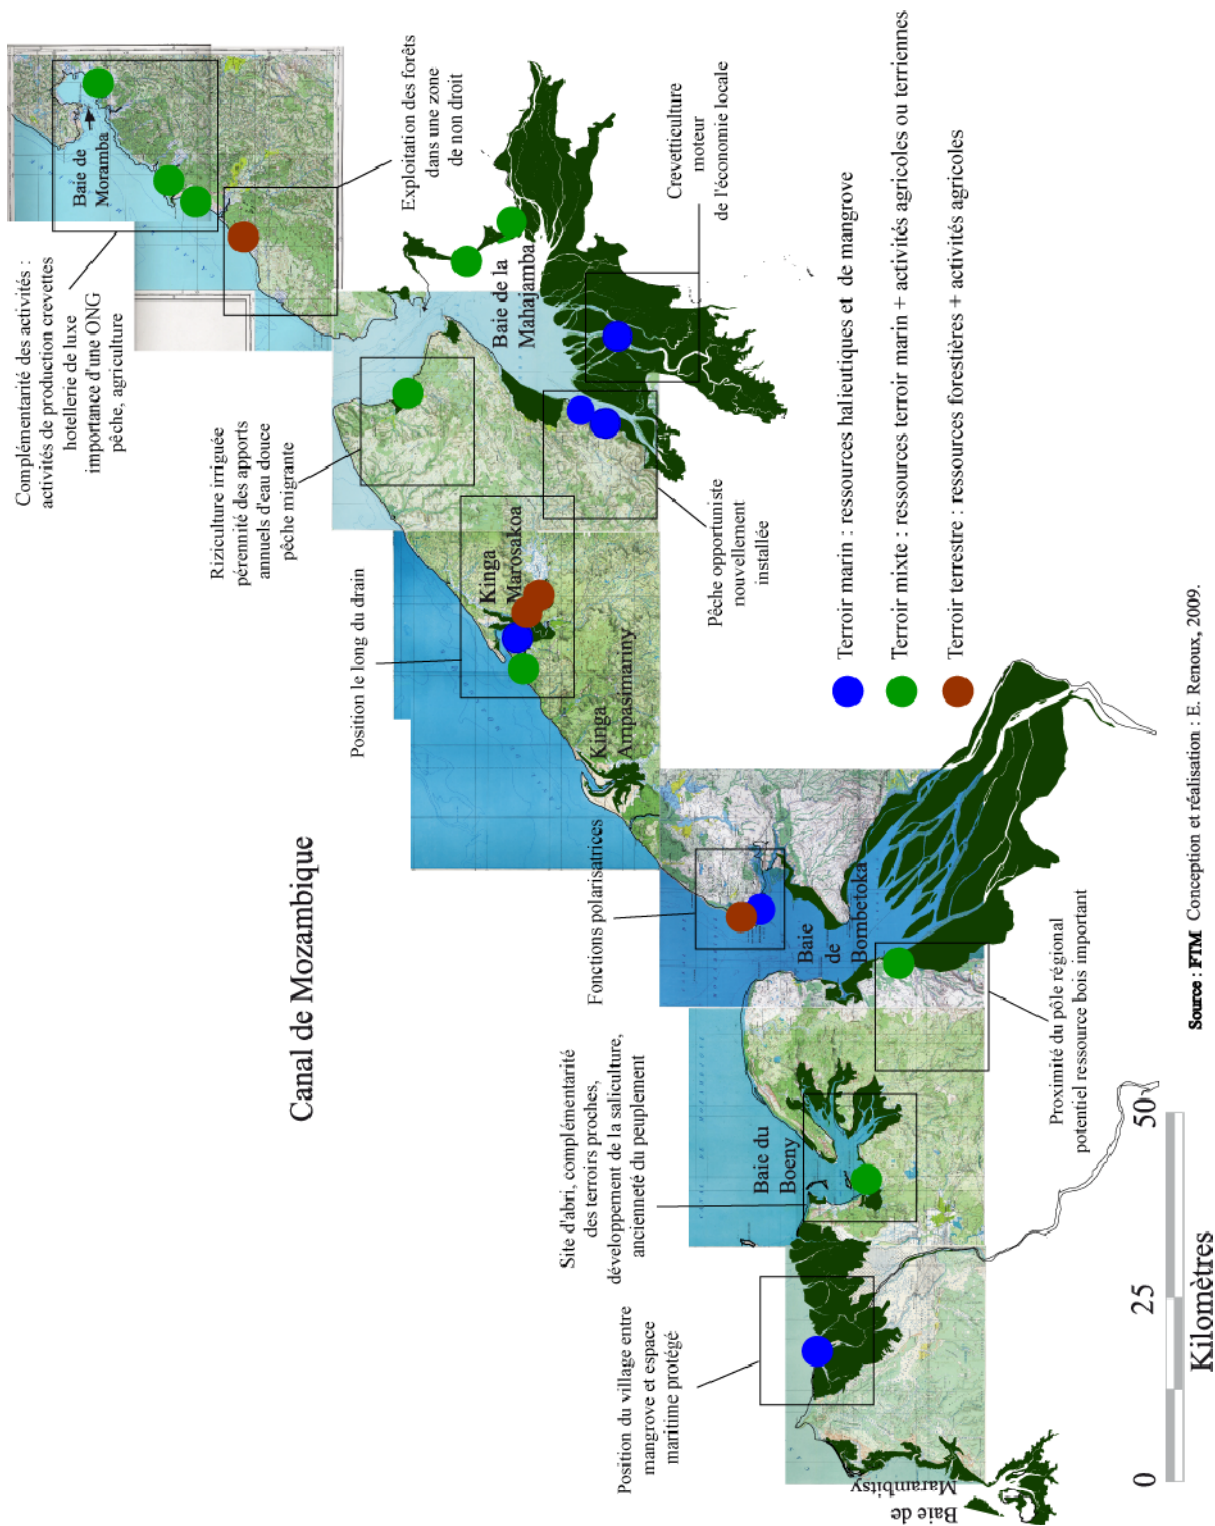 Complémentarité des activités :
activités de production crevettes
hotellerie de luxe
importance d'une ONG
pêche, agriculture
Baie de
Moramba
Exploitation des forêts
dans une zone
de non droit
Riziculture irriguée
pérennité des apports
annuels d'eau douce
pêche migrante
Baie de la
Mahajamba
Crevetticulture
moteur
de l'économie locale
Position le long du drain
Kinga
Marosakoa
Pêche opportuniste
nouvellement
installée
Kinga
Ampasimariny
Canal de Mozambique
Fonctions polarisatrices
Baie
de
Bombetoka
Proximité du pôle régional
potentiel ressource bois important
Site d'abri, complémentarité
des terroirs proches,
développement de la saliculture,
ancienneté du peuplement
Baie du
Boeny
Position du village entre
mangrove et espace
maritime protégé
Baie de
Marambitsy
Terroir marin : ressources halieutiques et de mangrove
Terroir mixte : ressources terroir marin + activités agricoles ou terriennes
Terroir terrestre : ressources forestières + activités agricoles
0 25 50
Kilomètres
Source : FTM Conception et réalisation : E. Renoux, 2009.